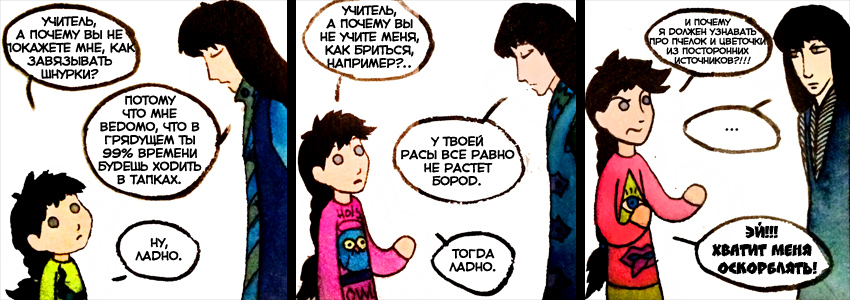 УЧИТЕЛЬ,
А ПОЧЕМУ ВЫ НЕ
ПОКАЖЕТЕ МНЕ, КАК
ЗАВЯЗЫВАТЬ
ШНУРКИ?
ПОТОМУ
ЧТО МНЕ
ВЕДОМО, ЧТО В
ГРЯДУЩЕМ ТЫ
99% ВРЕМЕНИ
БУДЕШЬ ХОДИТЬ
В ТАПКАХ.
НУ,
ЛАДНО.
УЧИТЕЛЬ,
А ПОЧЕМУ ВЫ
НЕ УЧИТЕ МЕНЯ,
КАК БРИТЬСЯ,
НАПРИМЕР?..
У ТВОЕЙ
РАСЫ ВСЕ РАВНО
НЕ РАСТЕТ
БОРОД.
ТОГДА
ЛАДНО.
И ПОЧЕМУ
Я ДОЛЖЕН УЗНАВАТЬ
ПРО ПЧЕЛОК И ЦВЕТОЧКИ
ИЗ ПОСТОРОННИХ
ИСТОЧНИКОВ?!!!
...
ЭЙ!!!
ХВАТИТ МЕНЯ
ОСКОРБЛЯТЬ!